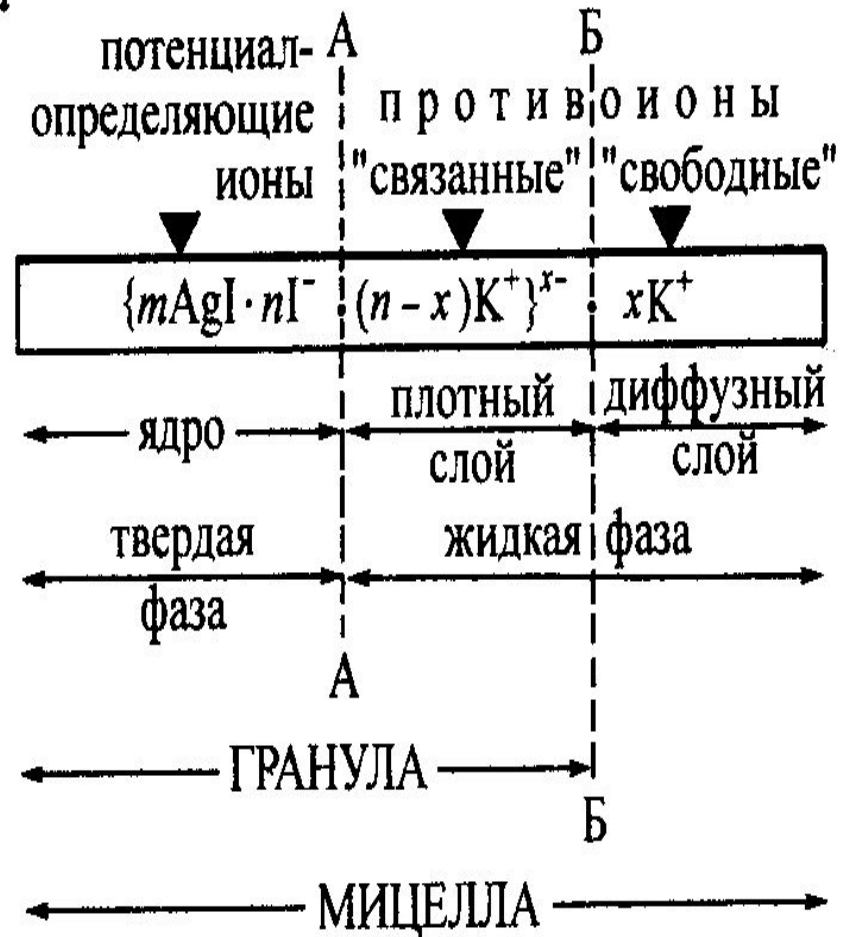 потенциал-
определяющие
ионы
А
Б
противоионы
"связанные"
"свободные"
{mAgI · nI⁻ · (n – x)K⁺}ˣ⁻ · xK⁺
ядро
плотный
слой
диффузный
слой
твердая
фаза
жидкая фаза
А
ГРАНУЛА
Б
МИЦЕЛЛА